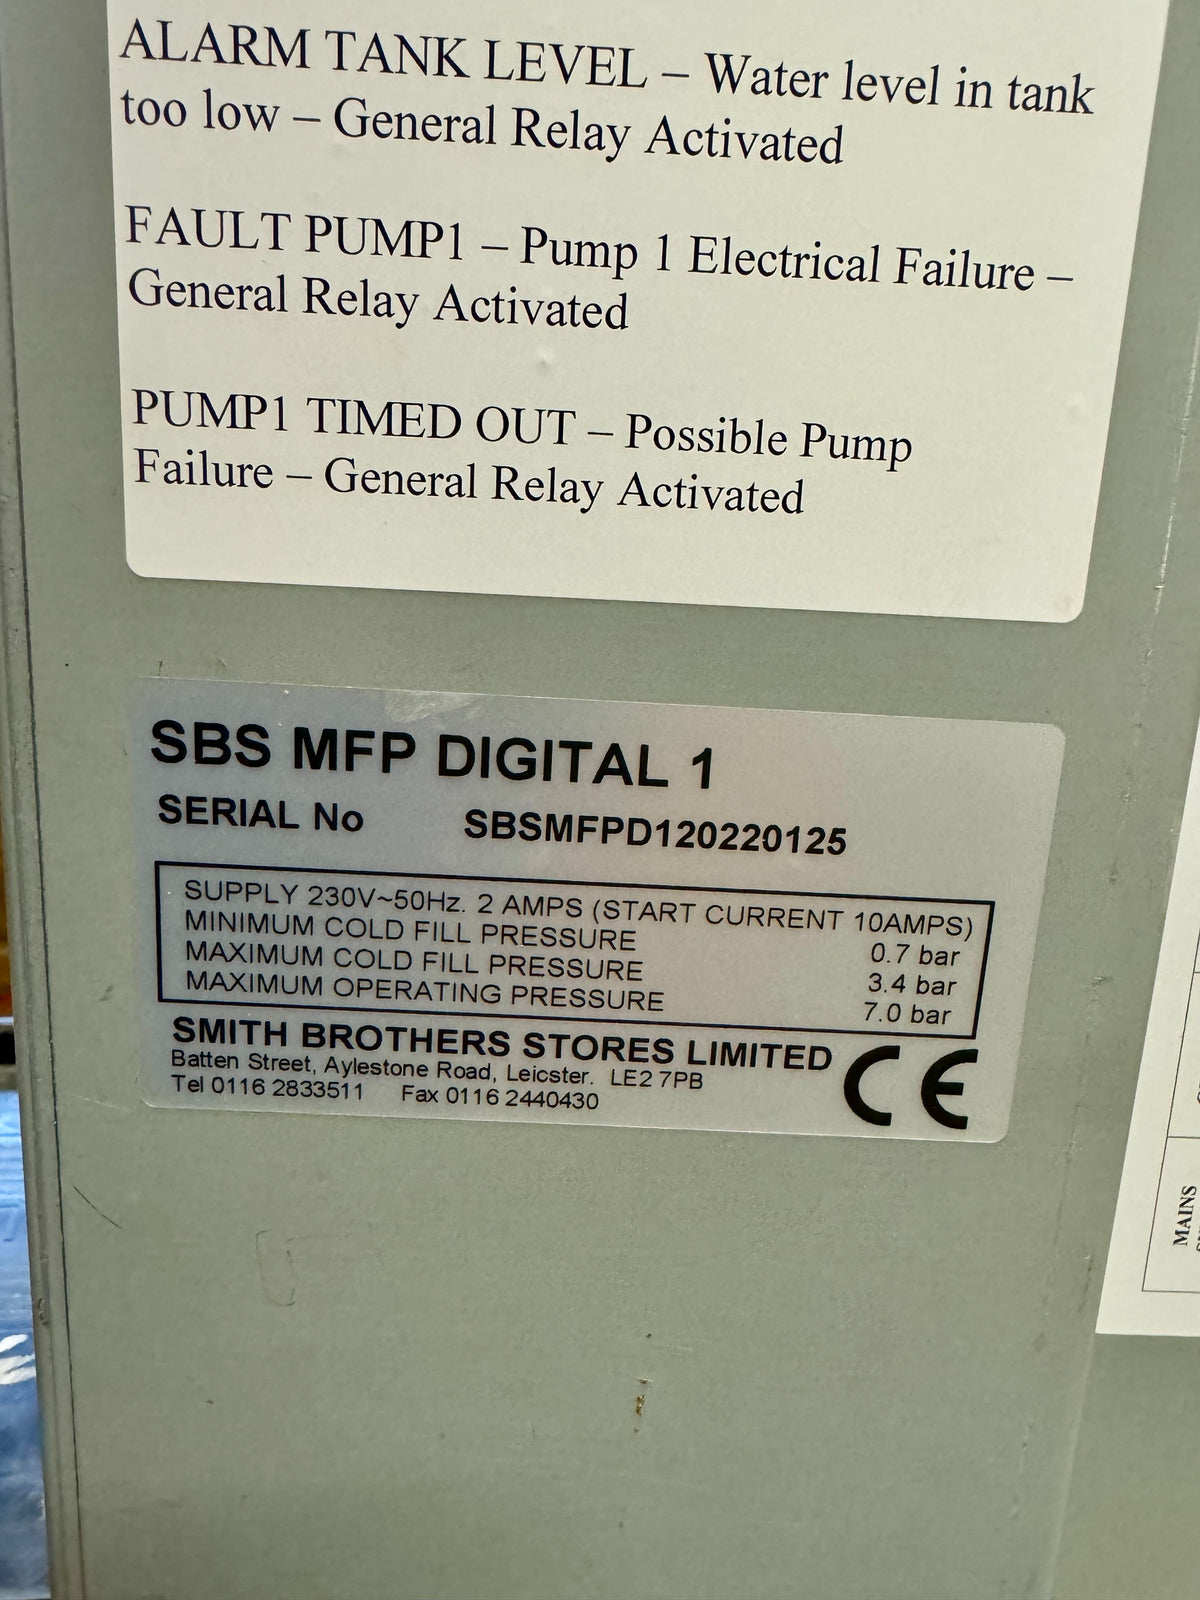 ALARM TANK LEVEL – Water level in tank
too low – General Relay Activated
FAULT PUMP1 – Pump 1 Electrical Failure –
General Relay Activated
PUMP1 TIMED OUT – Possible Pump
Failure – General Relay Activated
SBS MFP DIGITAL 1
SERIAL No SBSMFPD120220125
SUPPLY 230V~50Hz. 2 AMPS (START CURRENT 10AMPS)
MINIMUM COLD FILL PRESSURE 0.7 bar
MAXIMUM COLD FILL PRESSURE 3.4 bar
MAXIMUM OPERATING PRESSURE 7.0 bar
SMITH BROTHERS STORES LIMITED
Batten Street, Aylestone Road, Leicster. LE2 7PB
Tel 0116 2833511 Fax 0116 2440430
CE
MAINS